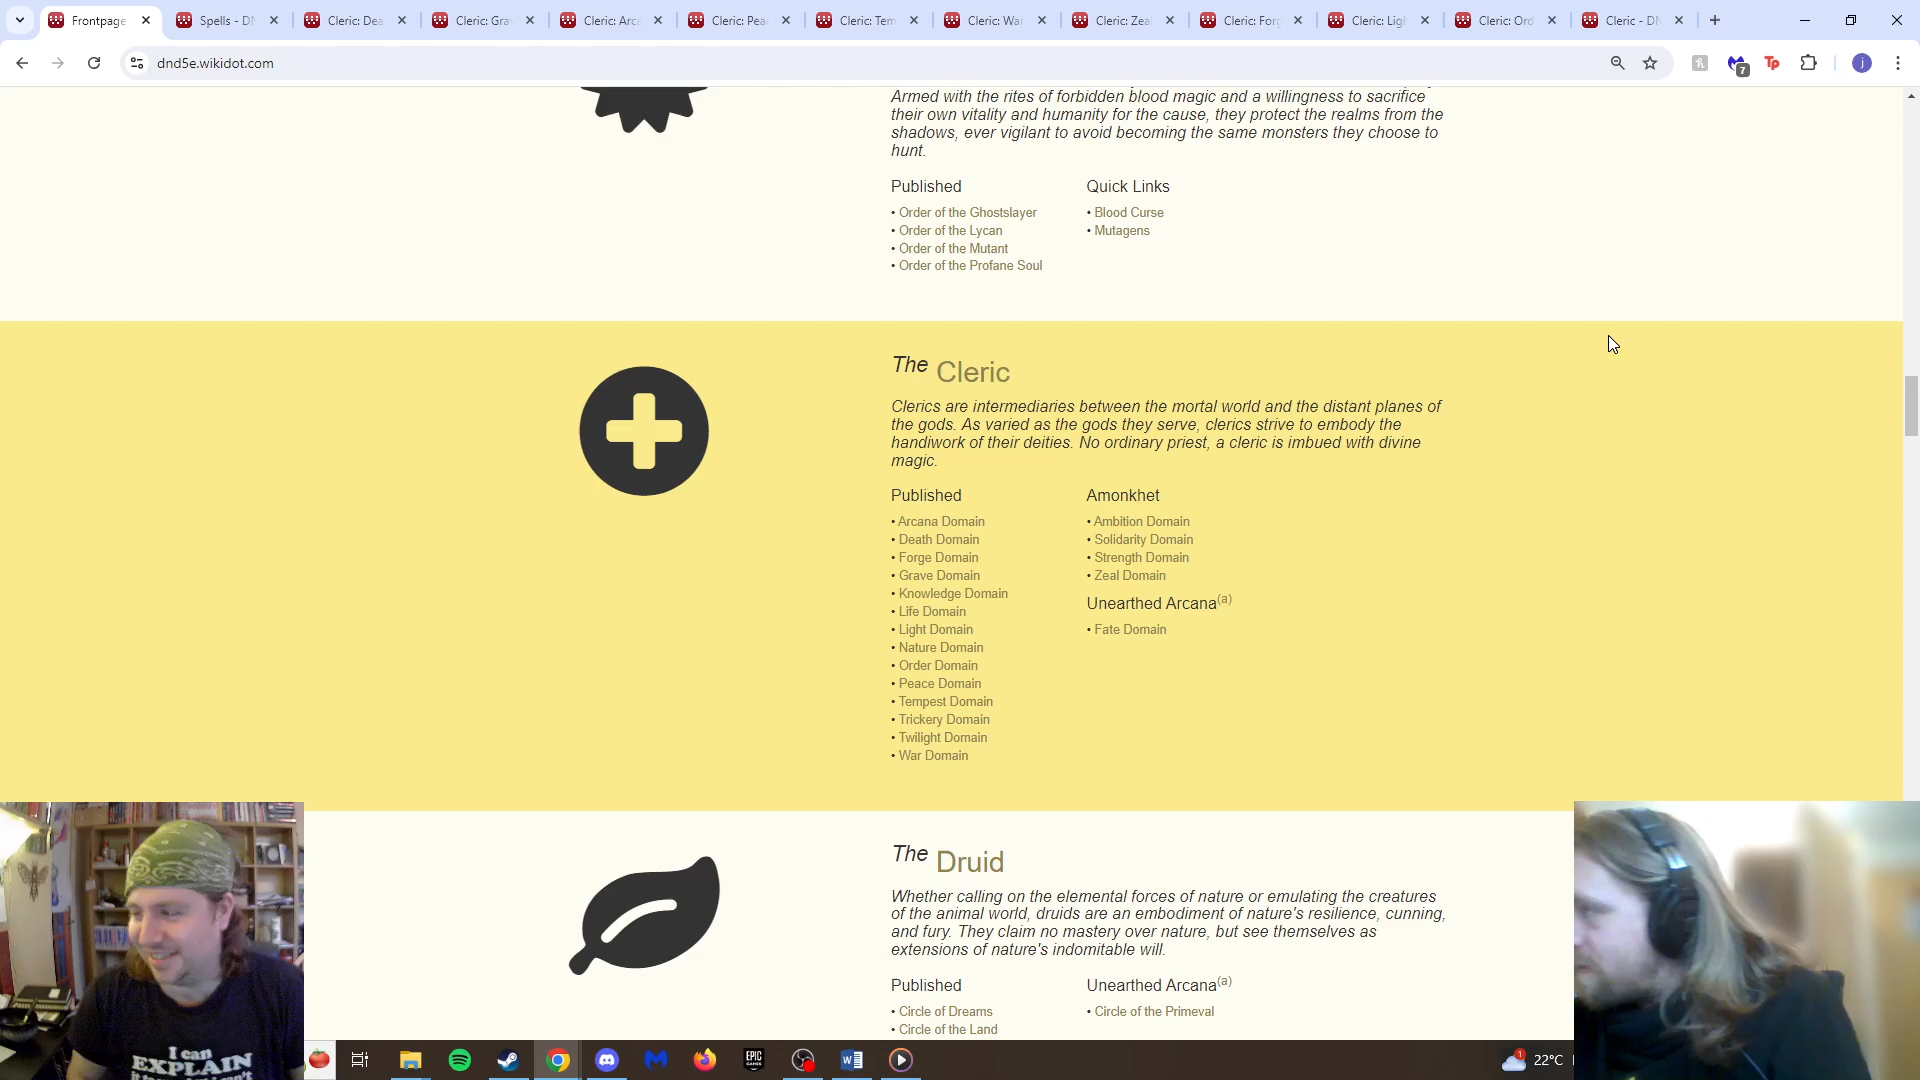 Frontpage
Spells - DN
Cleric: Dea
Cleric: Gra
Cleric: Arca
Cleric: Pea
Cleric: Tem
Cleric: War
Cleric: Zeal
Cleric: Forg
Cleric: Ligh
Cleric: Ord
Cleric - DN
dnd5e.wikidot.com
7
Tp
j
Armed with the rites of forbidden blood magic and a willingness to sacrifice
their own vitality and humanity for the cause, they protect the realms from the
shadows, ever vigilant to avoid becoming the same monsters they choose to
hunt.
Published
• Order of the Ghostslayer
• Order of the Lycan
• Order of the Mutant
• Order of the Profane Soul
Quick Links
• Blood Curse
• Mutagens
The Cleric
Clerics are intermediaries between the mortal world and the distant planes of
the gods. As varied as the gods they serve, clerics strive to embody the
handiwork of their deities. No ordinary priest, a cleric is imbued with divine
magic.
Published
• Arcana Domain
• Death Domain
• Forge Domain
• Grave Domain
• Knowledge Domain
• Life Domain
• Light Domain
• Nature Domain
• Order Domain
• Peace Domain
• Tempest Domain
• Trickery Domain
• Twilight Domain
• War Domain
Amonkhet
• Ambition Domain
• Solidarity Domain
• Strength Domain
• Zeal Domain
Unearthed Arcana(a)
• Fate Domain
The Druid
Whether calling on the elemental forces of nature or emulating the creatures
of the animal world, druids are an embodiment of nature's resilience, cunning,
and fury. They claim no mastery over nature, but see themselves as
extensions of nature's indomitable will.
Published
• Circle of Dreams
• Circle of the Land
Unearthed Arcana(a)
• Circle of the Primeval
I can
EXPLAIN
EPIC
GAMES
W
1
22°C